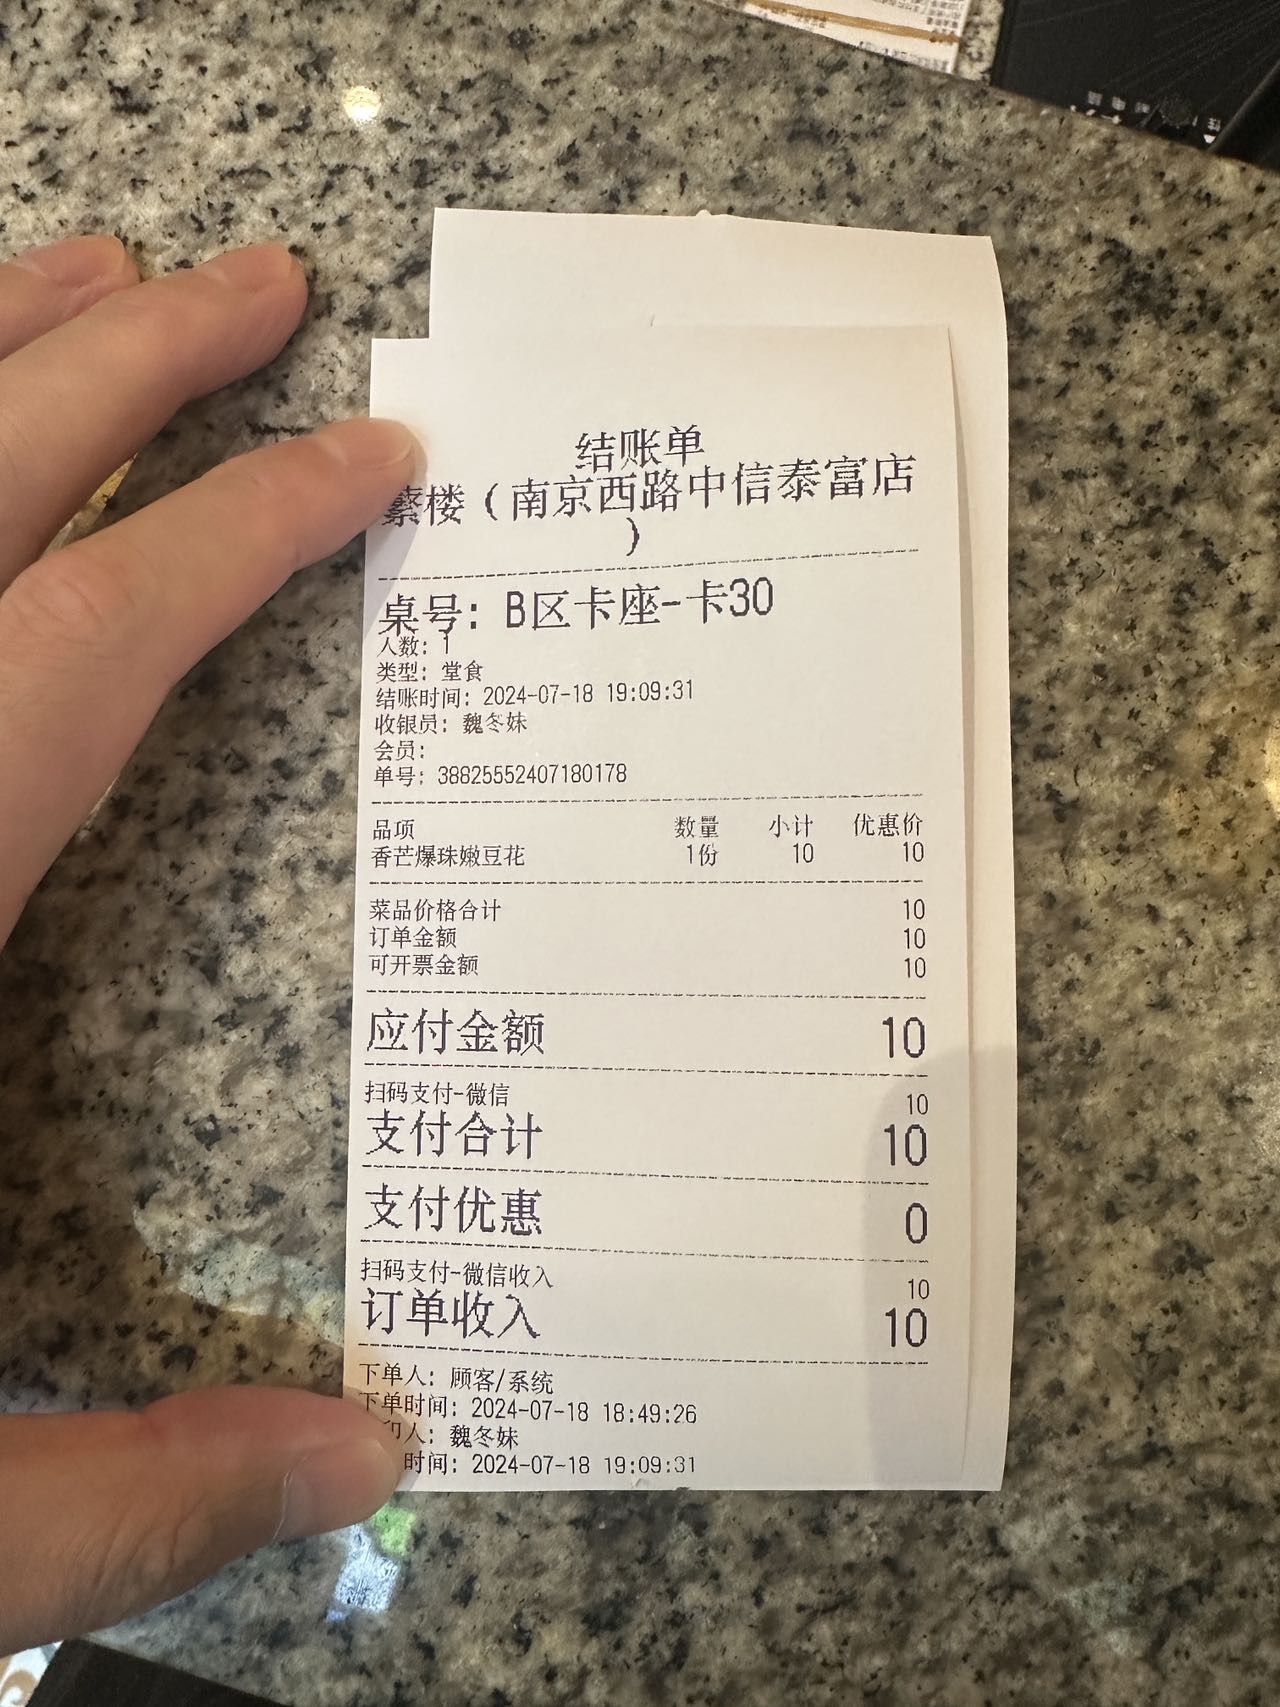 结账单
蘩楼（南京西路中信泰富店
）
桌号: B区卡座-卡30
人数: 1
类型: 堂食
结账时间: 2024-07-18 19:09:31
收银员: 魏冬妹
会员:
单号: 38825552407180178
品项 数量 小计 优惠价
香芒爆珠嫩豆花 1份 10 10
菜品价格合计 10
订单金额 10
可开票金额 10
应付金额 10
扫码支付-微信 10
支付合计 10
支付优惠 0
扫码支付-微信收入 10
订单收入 10
下单人: 顾客/系统
下单时间: 2024-07-18 18:49:26
印人: 魏冬妹
时间: 2024-07-18 19:09:31